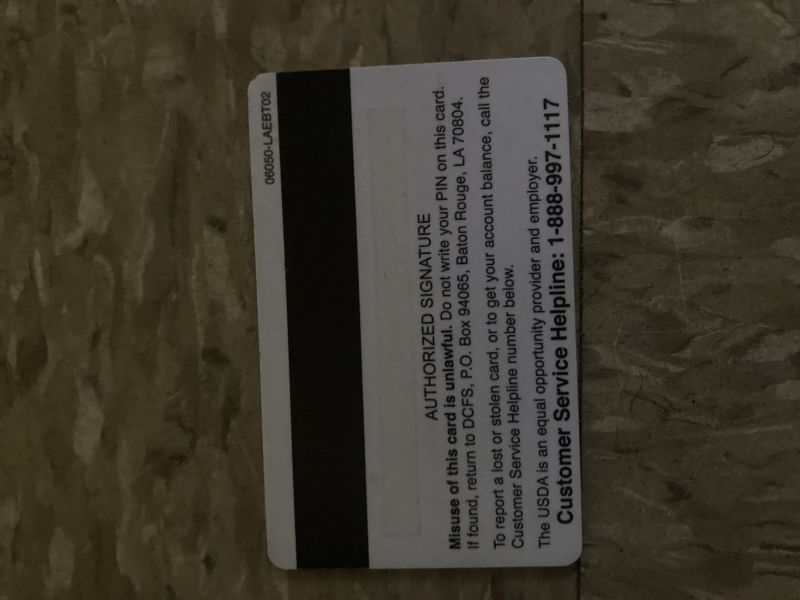 06050-LAEBT02
AUTHORIZED SIGNATURE
Misuse of this card is unlawful. Do not write your PIN on this card.
If found, return to DCFS, P.O. Box 94065, Baton Rouge, LA 70804.
To report a lost or stolen card, or to get your account balance, call the
Customer Service Helpline number below.
The USDA is an equal opportunity provider and employer.
Customer Service Helpline: 1-888-997-1117